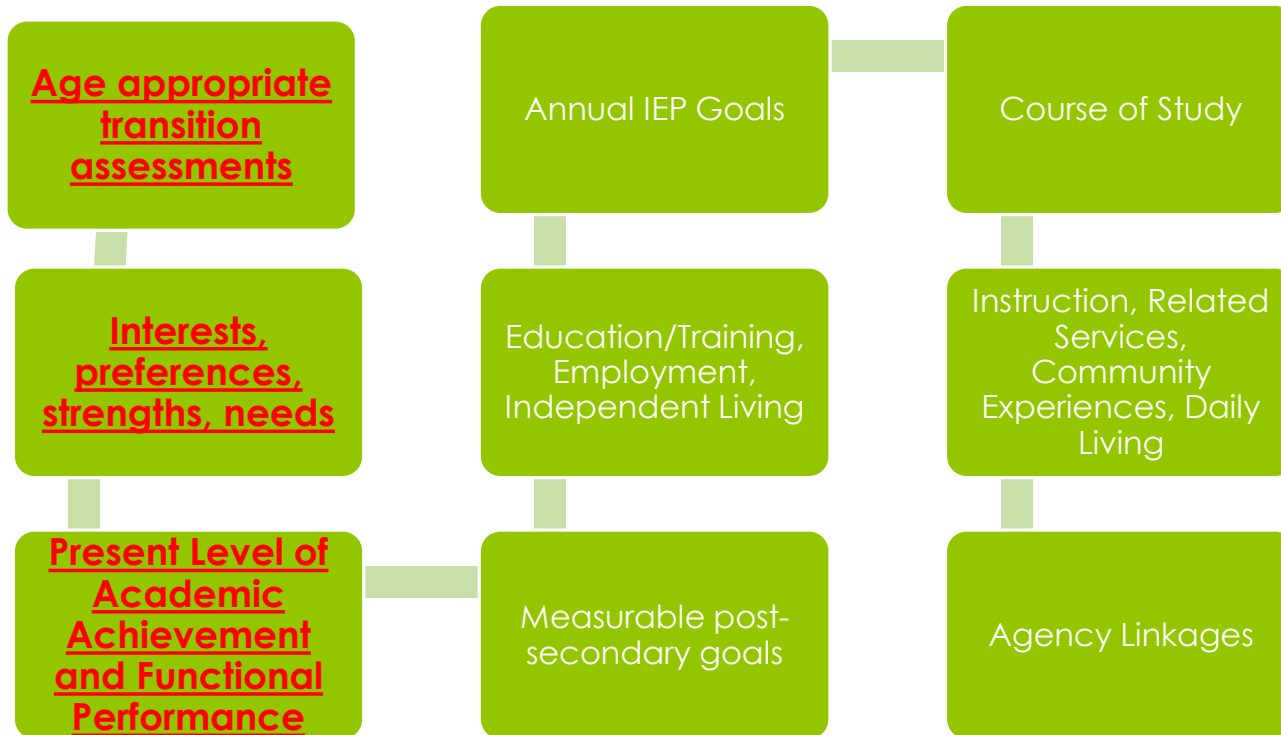 Age appropriate
transition
assessments
Interests,
preferences,
strengths, needs
Present Level of
Academic
Achievement
and Functional
Performance
Measurable post-
secondary goals
Education/Training,
Employment,
Independent Living
Annual IEP Goals
Course of Study
Instruction, Related
Services,
Community
Experiences, Daily
Living
Agency Linkages